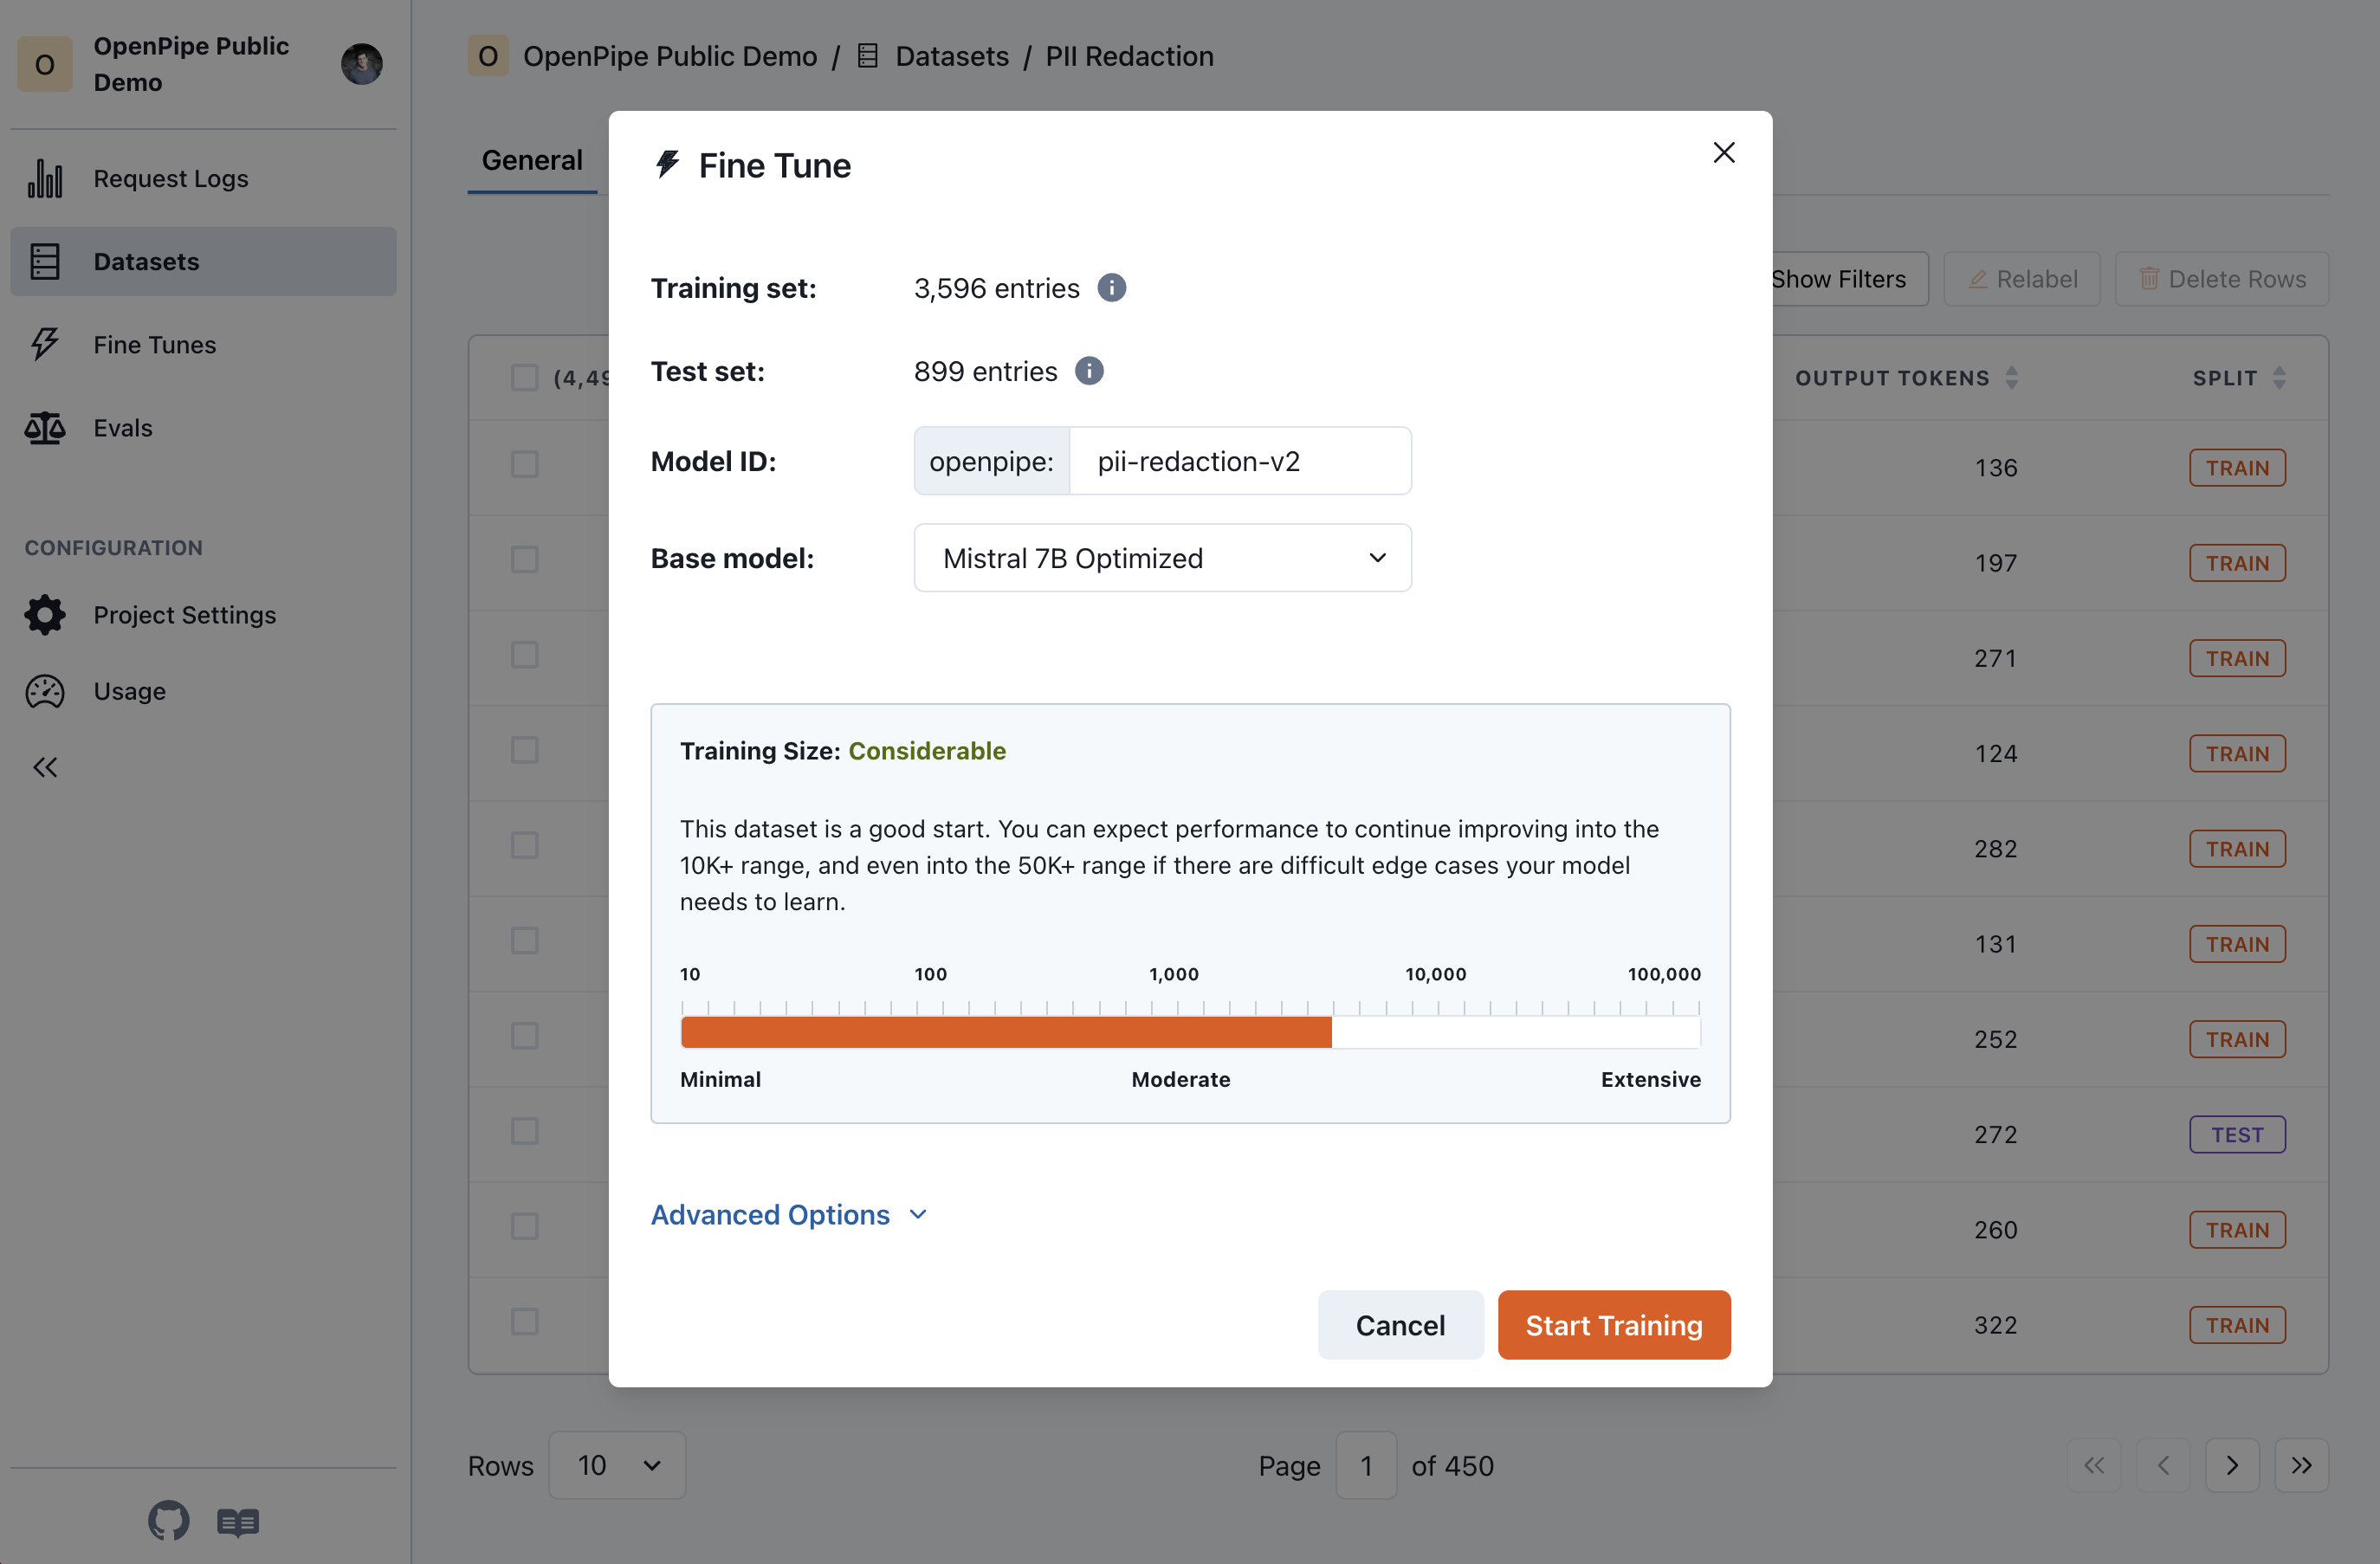 O
OpenPipe Public
Demo
Request Logs
Datasets
Fine Tunes
Evals
CONFIGURATION
Project Settings
Usage
O OpenPipe Public Demo / Datasets / PII Redaction
General
Show Filters
Relabel
Delete Rows
(4,49
OUTPUT TOKENS
SPLIT
136 TRAIN
197 TRAIN
271 TRAIN
124 TRAIN
282 TRAIN
131 TRAIN
252 TRAIN
272 TEST
260 TRAIN
322 TRAIN
Fine Tune
Training set: 3,596 entries
Test set: 899 entries
Model ID: openpipe: pii-redaction-v2
Base model: Mistral 7B Optimized
Training Size: Considerable
This dataset is a good start. You can expect performance to continue improving into the
10K+ range, and even into the 50K+ range if there are difficult edge cases your model
needs to learn.
10 100 1,000 10,000 100,000
Minimal Moderate Extensive
Advanced Options
Cancel
Start Training
Rows 10
Page 1 of 450